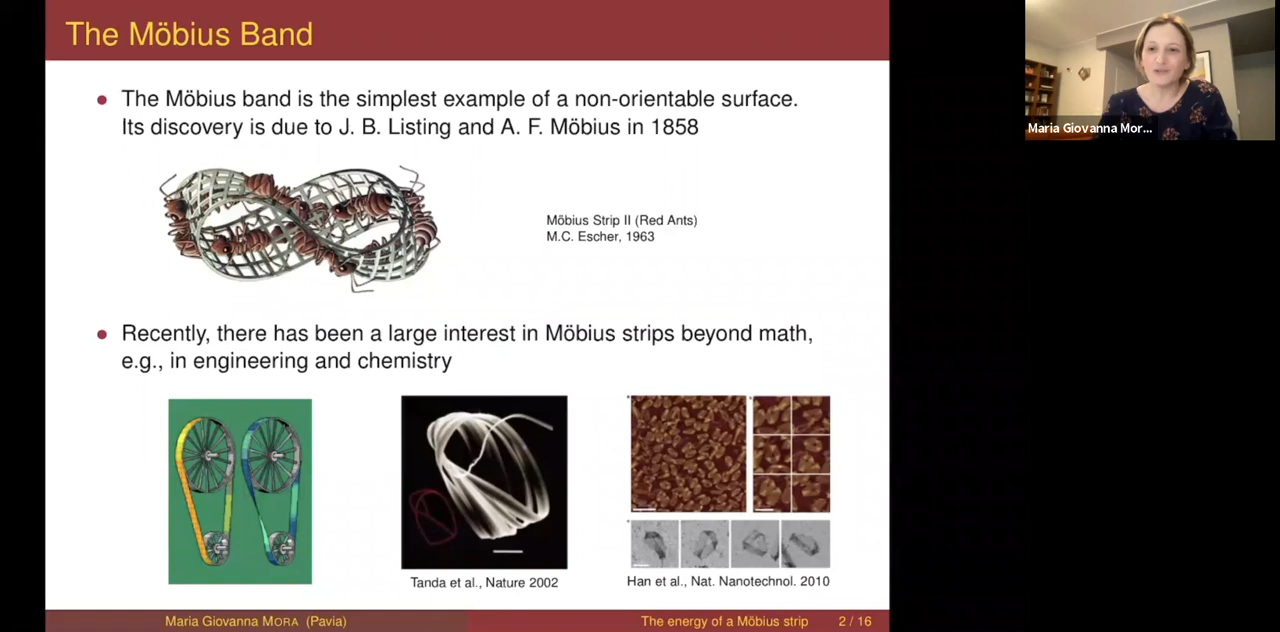 The Möbius Band
The Möbius band is the simplest example of a non-orientable surface.
Its discovery is due to J. B. Listing and A. F. Möbius in 1858
Möbius Strip II (Red Ants)
M.C. Escher, 1963
Recently, there has been a large interest in Möbius strips beyond math,
e.g., in engineering and chemistry
Tanda et al., Nature 2002
Han et al., Nat. Nanotechnol. 2010
Maria Giovanna MORA (Pavia)
The energy of a Möbius strip
2 / 16
Maria Giovanna Mor...